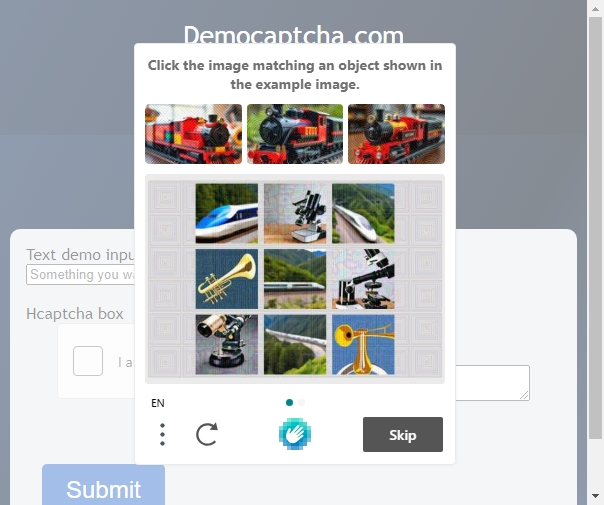 Democaptcha.com
Click the image matching an object shown in
the example image.
Text demo inpu
Something you wa
Hcaptcha box
I a
EN
Skip
Submit